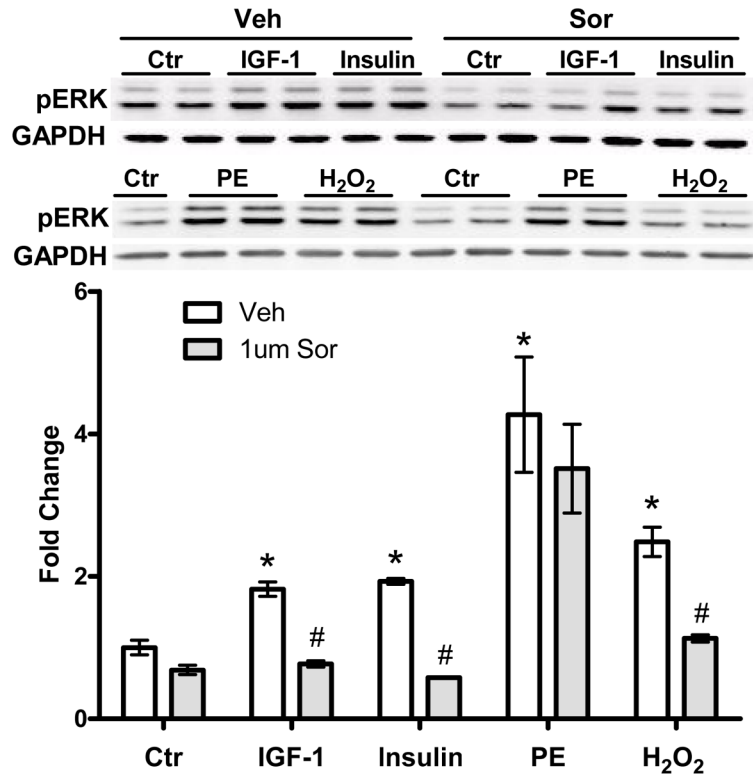 Veh Sor
Ctr IGF-1 Insulin Ctr IGF-1 Insulin
pERK
GAPDH
Ctr PE H₂O₂ Ctr PE H₂O₂
pERK
GAPDH
6
Veh
1um Sor
*
4
*
Fold Change
* *
2
# # #
0
Ctr IGF-1 Insulin PE H₂O₂